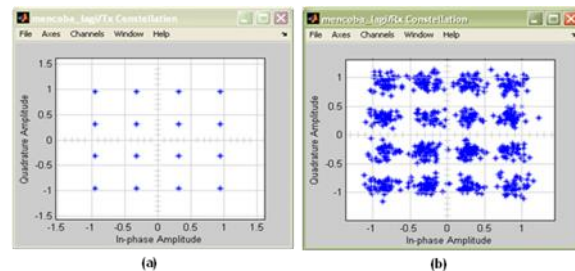 mencoba_lagi/Tx Constellation
File Axes Channels Window Help
1.5
1
0.5
0
-0.5
-1
-1.5
-1.5 -1 -0.5 0 0.5 1 1.5
Quadrature Amplitude
In-phase Amplitude
(a)
mencoba_lagi/Rx Constellation
File Axes Channels Window Help
1
0.5
0
-0.5
-1
-1 -0.5 0 0.5 1
Quadrature Amplitude
In-phase Amplitude
(b)